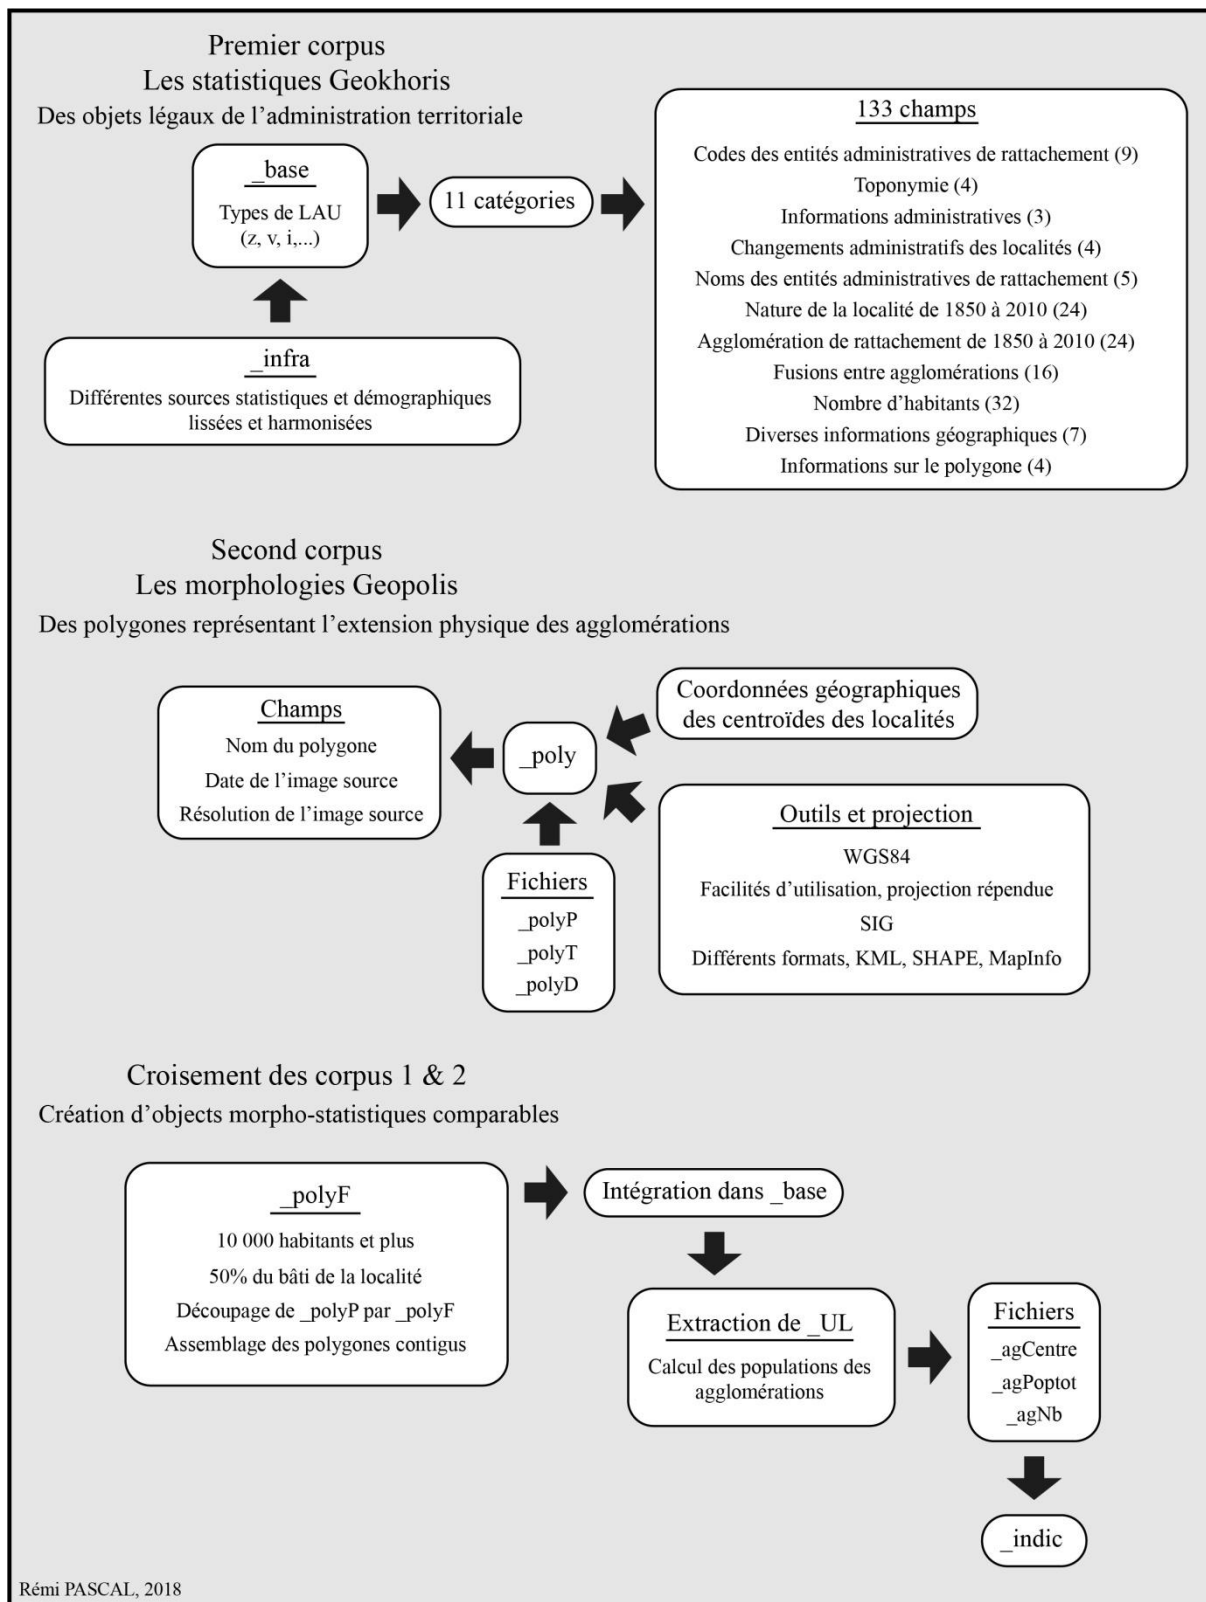 Premier corpus
Les statistiques Geokhoris
Des objets légaux de l'administration territoriale
_base
Types de LAU
(z, v, i,...)
11 catégories
133 champs
Codes des entités administratives de rattachement (9)
Toponymie (4)
Informations administratives (3)
Changements administratifs des localités (4)
Noms des entités administratives de rattachement (5)
Nature de la localité de 1850 à 2010 (24)
Agglomération de rattachement de 1850 à 2010 (24)
Fusions entre agglomérations (16)
Nombre d'habitants (32)
Diverses informations géographiques (7)
Informations sur le polygone (4)
_infra
Différentes sources statistiques et démographiques
lissées et harmonisées
Second corpus
Les morphologies Geopolis
Des polygones représentant l'extension physique des agglomérations
Champs
Nom du polygone
Date de l'image source
Résolution de l'image source
_poly
Coordonnées géographiques
des centroïdes des localités
Fichiers
_polyP
_polyT
_polyD
Outils et projection
WGS84
Facilités d'utilisation, projection répendue
SIG
Différents formats, KML, SHAPE, MapInfo
Croisement des corpus 1 & 2
Création d'objects morpho-statistiques comparables
_polyF
10 000 habitants et plus
50% du bâti de la localité
Découpage de _polyP par _polyF
Assemblage des polygones contigus
Intégration dans _base
Extraction de _UL
Calcul des populations des
agglomérations
Fichiers
_agCentre
_agPoptot
_agNb
_indic
Rémi PASCAL, 2018